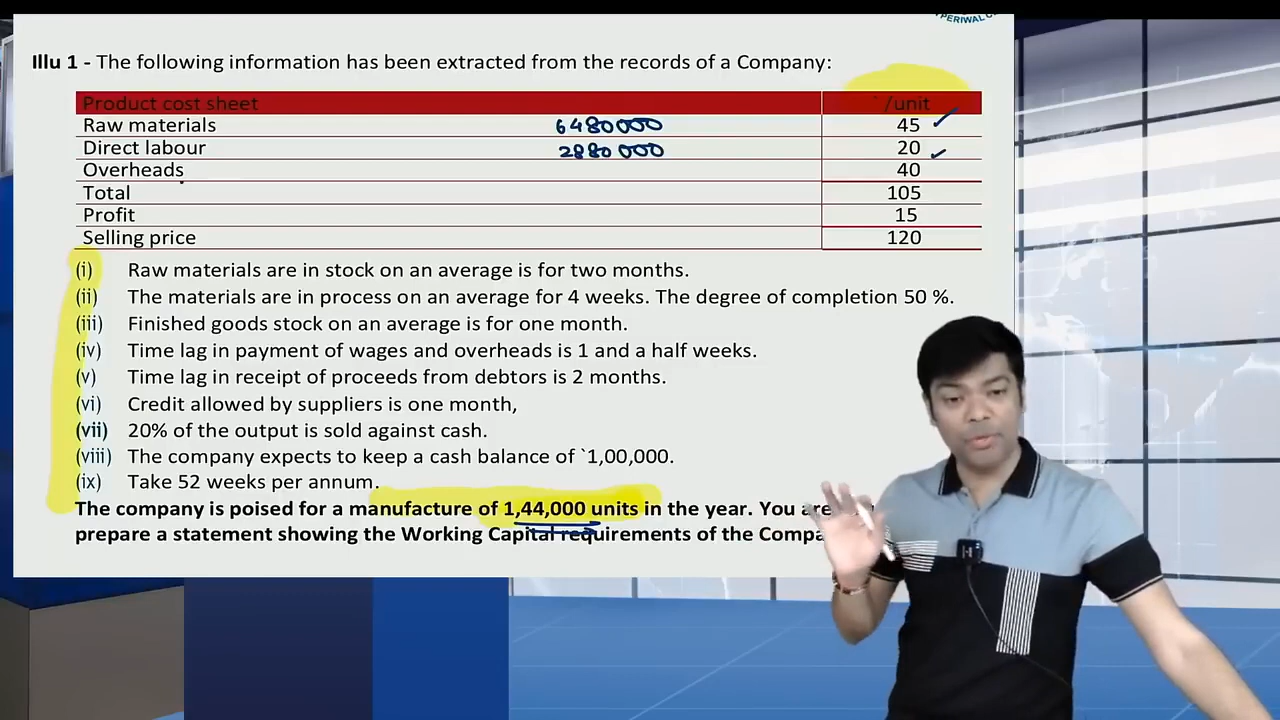 PERIWAL C
Illu 1 - The following information has been extracted from the records of a Company:
Product cost sheet ` /unit
Raw materials 6480000 45
Direct labour 2880000 20
Overheads 40
Total 105
Profit 15
Selling price 120
(i) Raw materials are in stock on an average is for two months.
(ii) The materials are in process on an average for 4 weeks. The degree of completion 50 %.
(iii) Finished goods stock on an average is for one month.
(iv) Time lag in payment of wages and overheads is 1 and a half weeks.
(v) Time lag in receipt of proceeds from debtors is 2 months.
(vi) Credit allowed by suppliers is one month,
(vii) 20% of the output is sold against cash.
(viii) The company expects to keep a cash balance of `1,00,000.
(ix) Take 52 weeks per annum.
The company is poised for a manufacture of 1,44,000 units in the year. You
prepare a statement showing the Working Capital requirements of the Compa